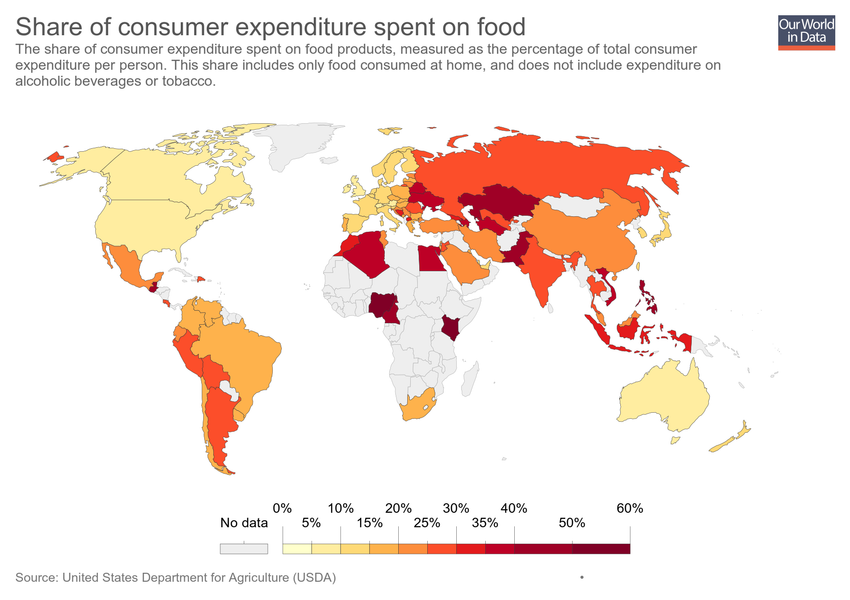 Share of consumer expenditure spent on food
Our World
in Data
The share of consumer expenditure spent on food products, measured as the percentage of total consumer
expenditure per person. This share includes only food consumed at home, and does not include expenditure on
alcoholic beverages or tobacco.
0% 10% 20% 30% 40% 60%
No data 5% 15% 25% 35% 50%
Source: United States Department for Agriculture (USDA)